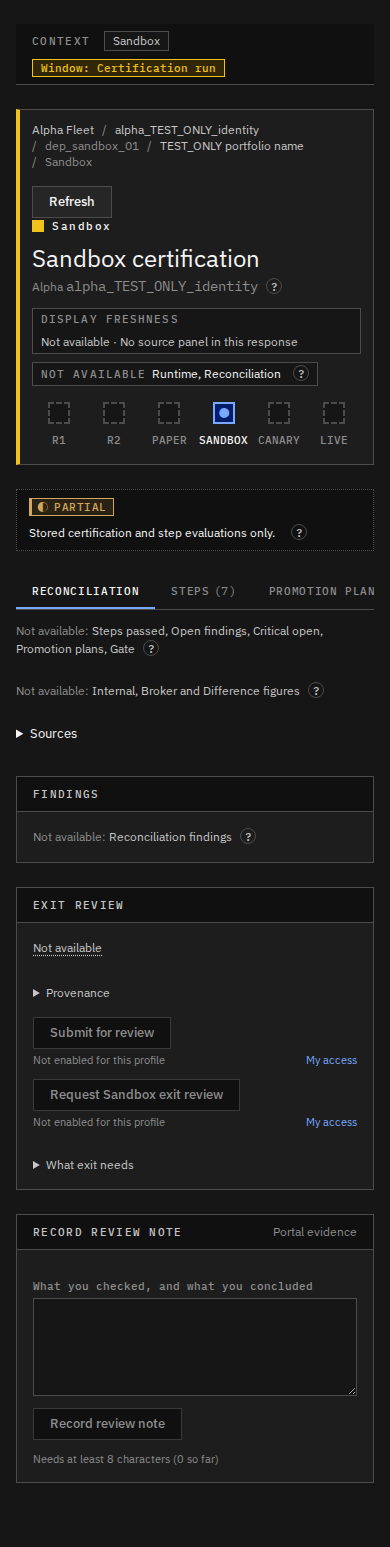 CONTEXT Sandbox
Window: Certification run
Alpha Fleet / alpha_TEST_ONLY_identity
/ dep_sandbox_01 / TEST_ONLY portfolio name
/ Sandbox
Refresh
Sandbox
Sandbox certification
Alpha alpha_TEST_ONLY_identity ?
DISPLAY FRESHNESS
Not available · No source panel in this response
NOT AVAILABLE Runtime, Reconciliation ?
R1 R2 PAPER SANDBOX CANARY LIVE
PARTIAL
Stored certification and step evaluations only. ?
RECONCILIATION STEPS (7) PROMOTION PLAN
Not available: Steps passed, Open findings, Critical open,
Promotion plans, Gate ?
Not available: Internal, Broker and Difference figures ?
Sources
FINDINGS
Not available: Reconciliation findings ?
EXIT REVIEW
Not available
Provenance
Submit for review
Not enabled for this profile My access
Request Sandbox exit review
Not enabled for this profile My access
What exit needs
RECORD REVIEW NOTE Portal evidence
What you checked, and what you concluded
Record review note
Needs at least 8 characters (0 so far)